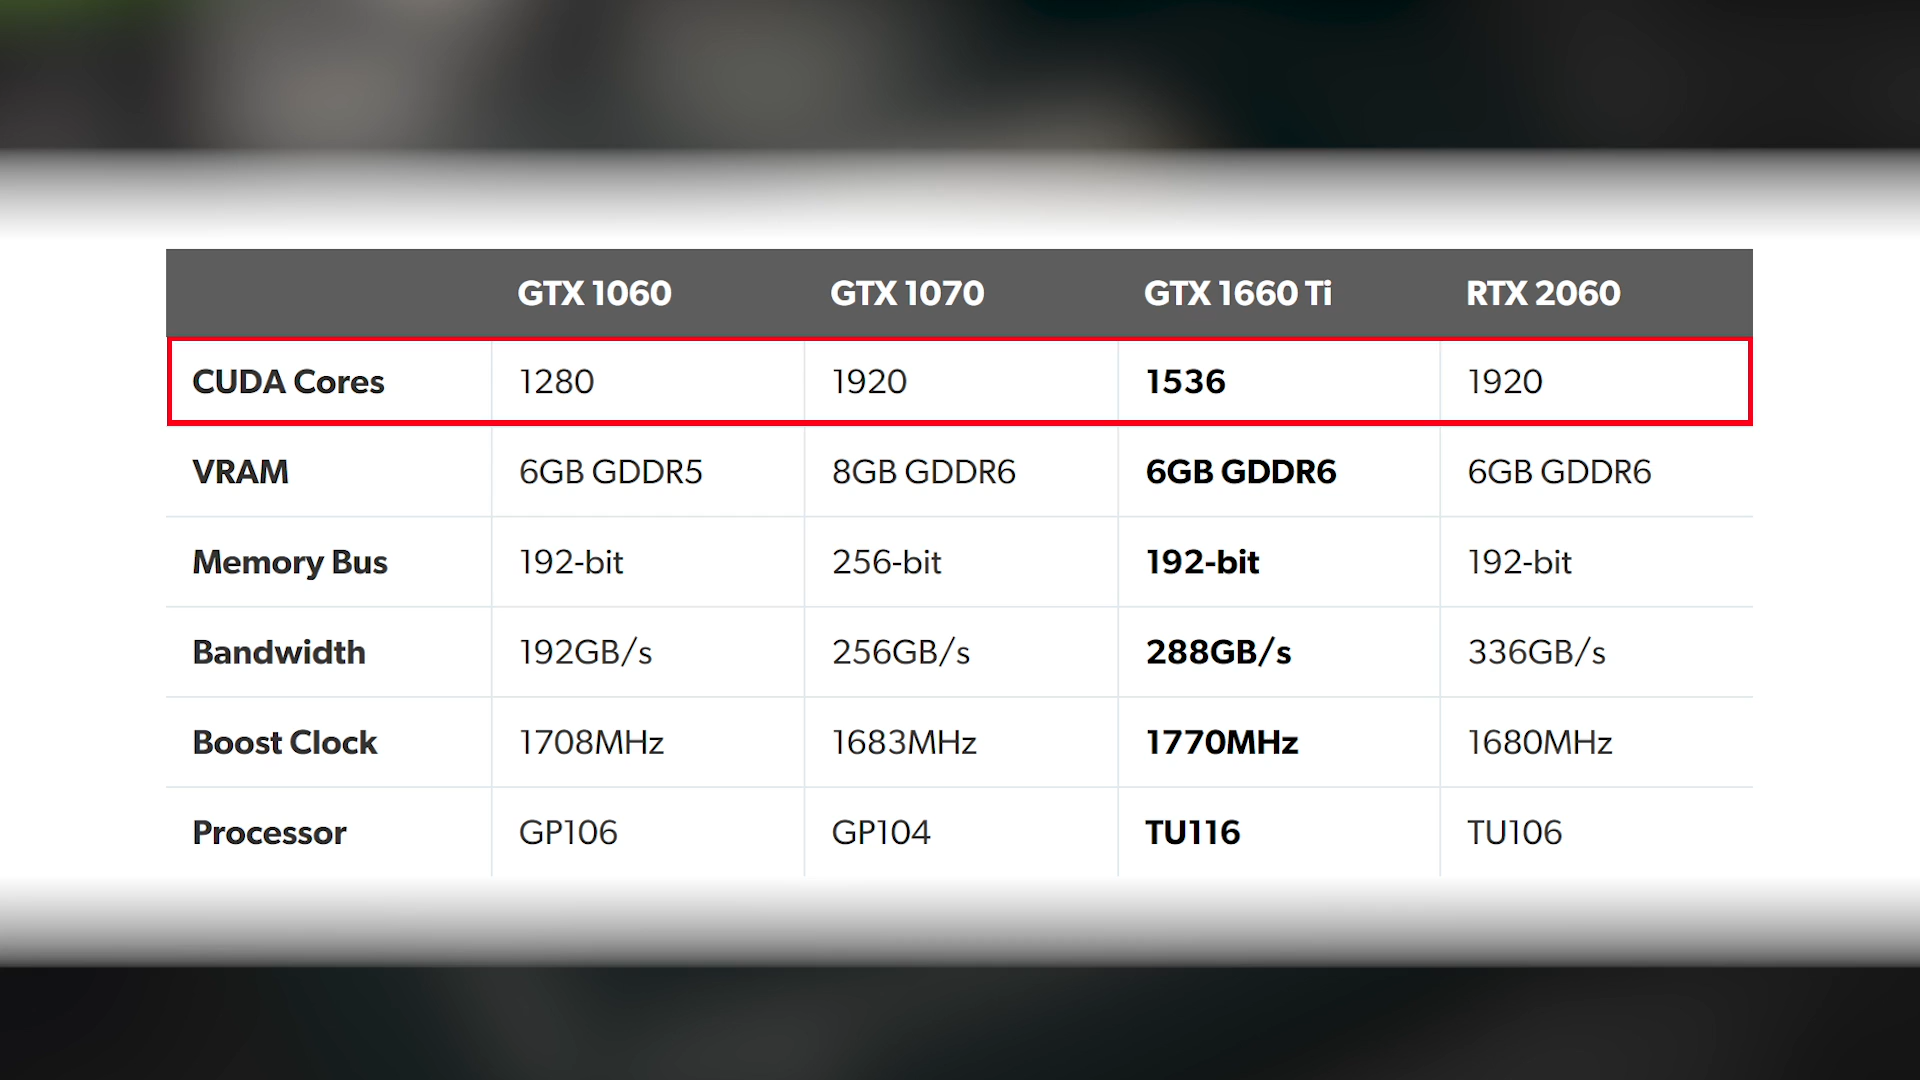 GTX 1060 GTX 1070 GTX 1660 Ti RTX 2060
CUDA Cores 1280 1920 1536 1920
VRAM 6GB GDDR5 8GB GDDR6 6GB GDDR6 6GB GDDR6
Memory Bus 192-bit 256-bit 192-bit 192-bit
Bandwidth 192GB/s 256GB/s 288GB/s 336GB/s
Boost Clock 1708MHz 1683MHz 1770MHz 1680MHz
Processor GP106 GP104 TU116 TU106